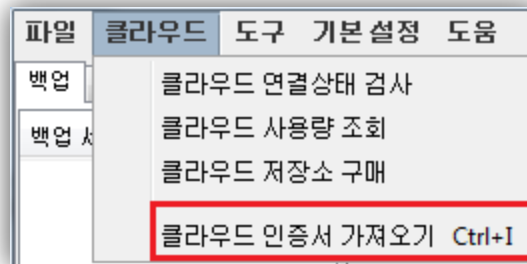 파일 클라우드 도구 기본 설정 도움
백업
클라우드 연결상태 검사
백업
클라우드 사용량 조회
클라우드 저장소 구매
클라우드 인증서 가져오기 Ctrl+I